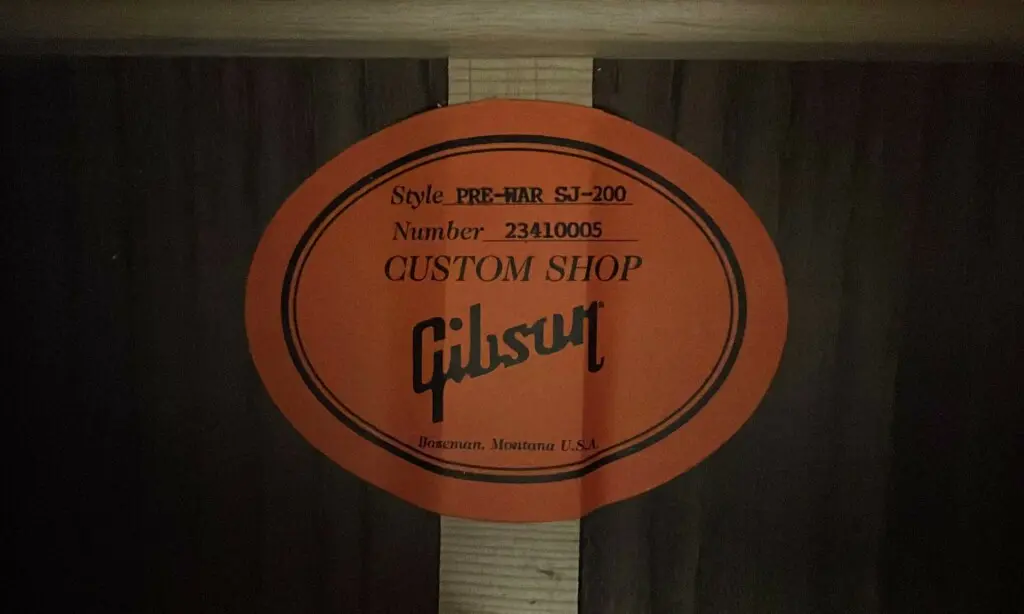 Style PRE-WAR SJ-200
Number 23410005
CUSTOM SHOP
Gibson
Bozeman, Montana U.S.A.